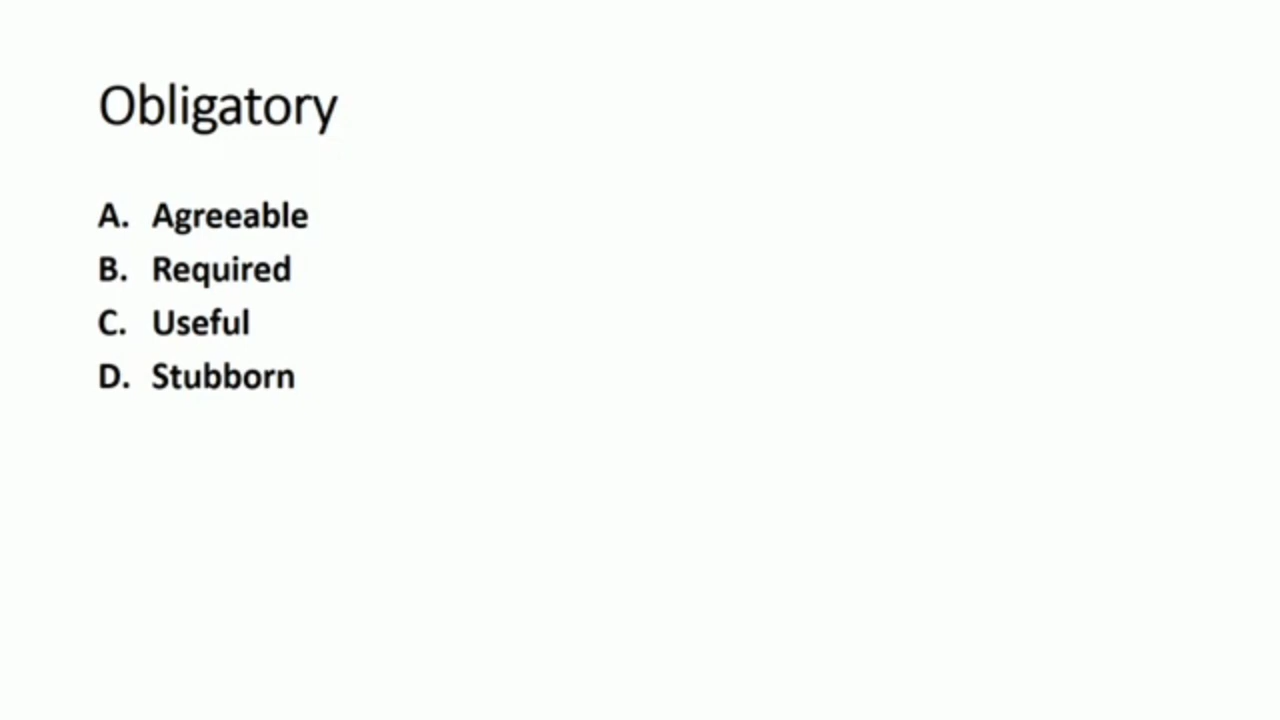 Obligatory
A. Agreeable
B. Required
C. Useful
D. Stubborn